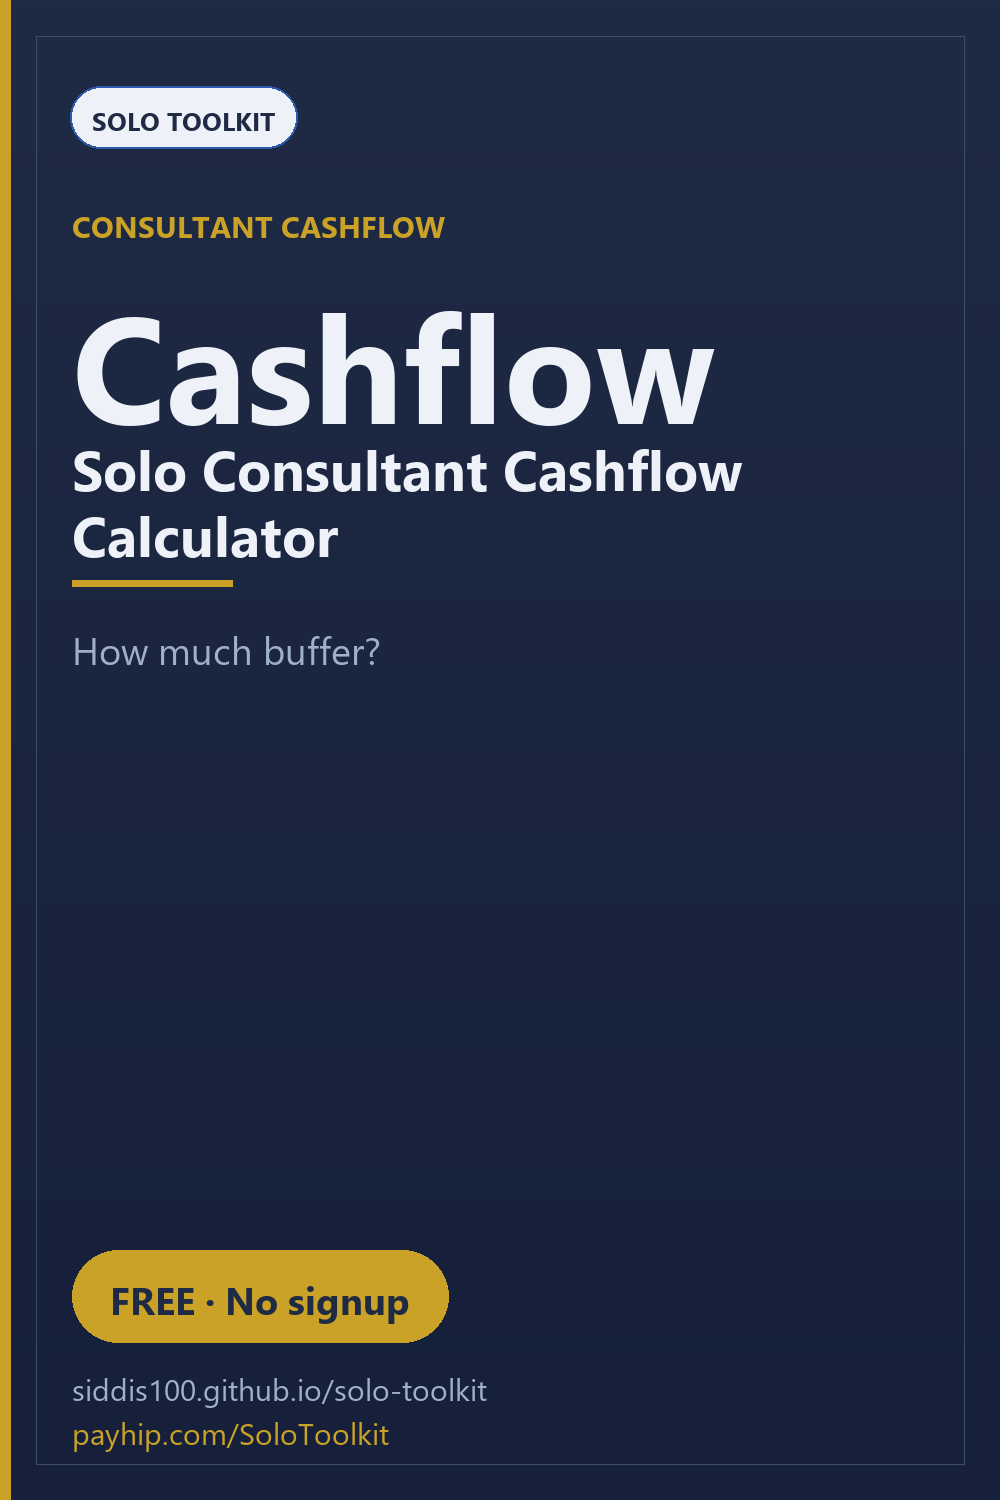 SOLO TOOLKIT
CONSULTANT CASHFLOW
Cashflow
Solo Consultant Cashflow
Calculator
How much buffer?
FREE · No signup
siddis100.github.io/solo-toolkit
payhip.com/SoloToolkit